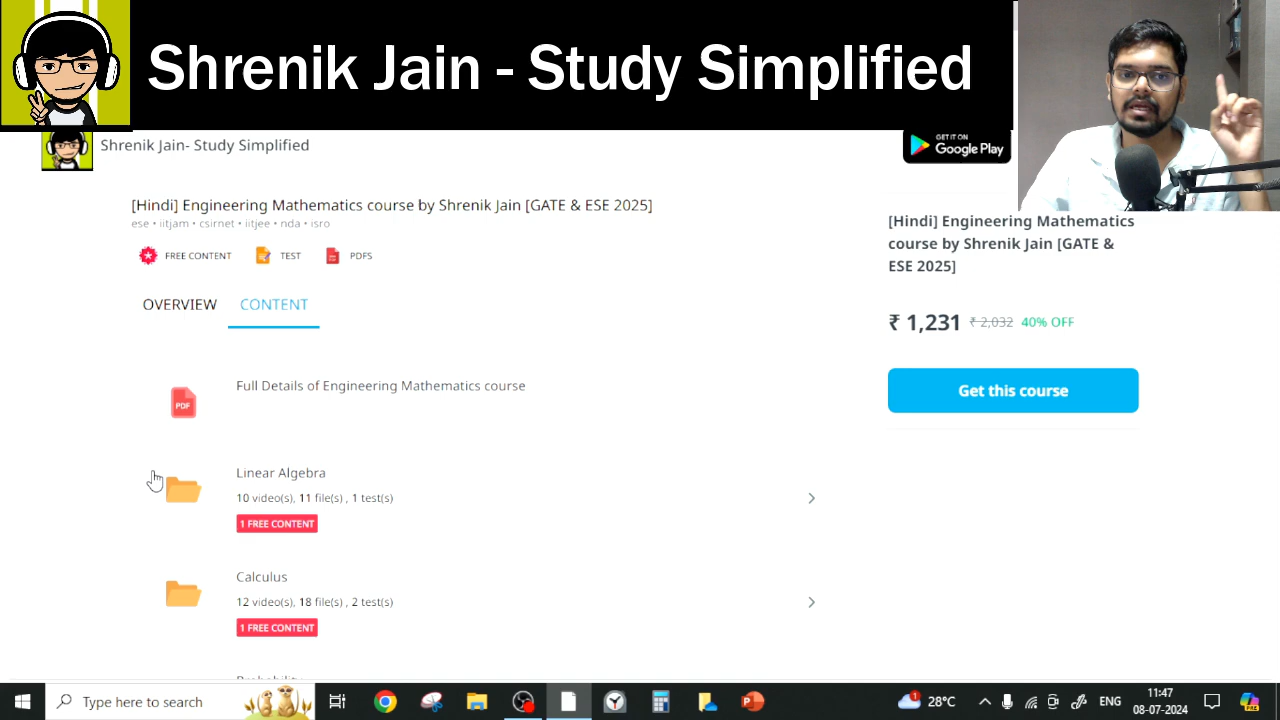 Shrenik Jain - Study Simplified
Shrenik Jain- Study Simplified
GET IT ON
Google Play
[Hindi] Engineering Mathematics course by Shrenik Jain [GATE & ESE 2025]
ese • iitjam • csirnet • iitjee • nda • isro
FREE CONTENT
TEST
PDFS
OVERVIEW
CONTENT
PDF
Full Details of Engineering Mathematics course
Linear Algebra
10 video(s), 11 file(s) , 1 test(s)
1 FREE CONTENT
Calculus
12 video(s), 18 file(s) , 2 test(s)
1 FREE CONTENT
[Hindi] Engineering Mathematics
course by Shrenik Jain [GATE &
ESE 2025]
₹ 1,231 ₹ 2,032 40% OFF
Get this course
Type here to search
1
28°C
ENG
11:47
08-07-2024